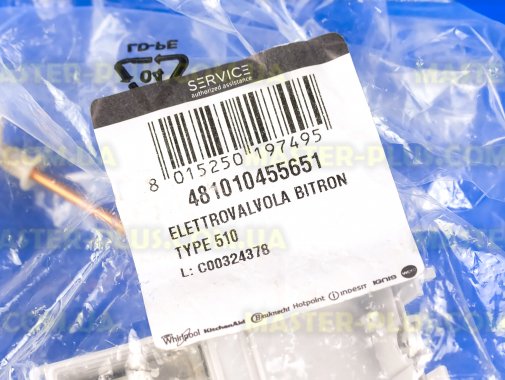 LD-PE
04
SERVICE
authorized assistance
8 015250 197495
481010455651
ELETTROVALVOLA BITRON
TYPE 510
L: C00324378
Whirlpool KitchenAid Bauknecht Hotpoint INDESIT IGNIS
MASTER-PLUS.COM.UA